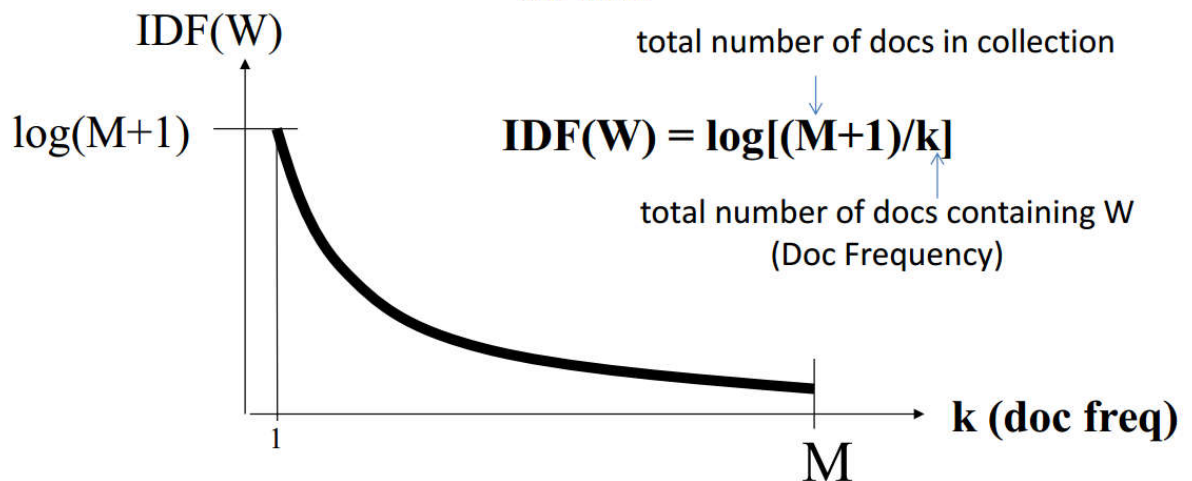 IDF(W)
total number of docs in collection
log(M+1)
IDF(W) = log[(M+1)/k]
total number of docs containing W
(Doc Frequency)
k (doc freq)
1
M